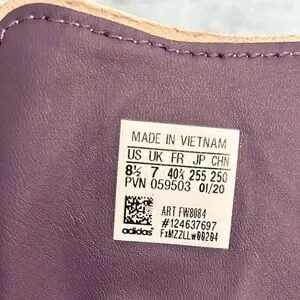 MADE IN VIETNAM
US UK FR JP CHN
8½ 7 40⅔ 255 250
PVN 059503 01/20
ART FW8084
#124637697
FxMZZLLw00204
adidas